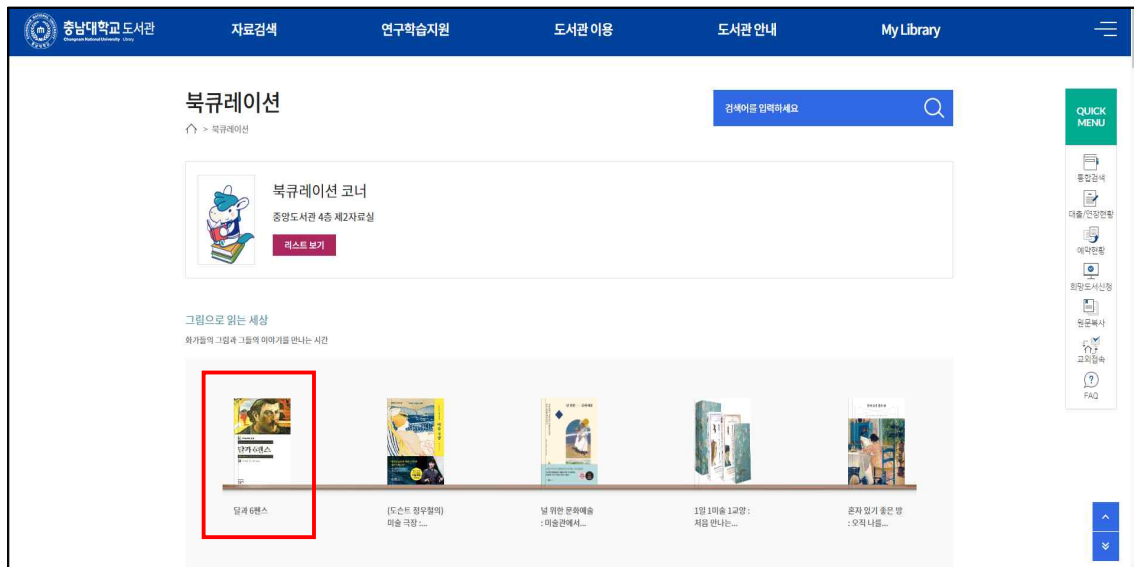 충남대학교 도서관
Chungnam National University Library
자료검색
연구학습지원
도서관 이용
도서관 안내
My Library
북큐레이션
> 북큐레이션
검색어를 입력하세요
북큐레이션 코너
중앙도서관 4층 제2자료실
리스트 보기
그림으로 읽는 세상
화가들의 그림과 그들의 이야기를 만나는 시간
달과 6펜스
달과 6펜스
(도슨트 정우철의)
미술 극장 :...
널 위한 문화예술
: 미술관에서...
1일 1미술 1교양 :
처음 만나는...
혼자 있기 좋은 방
: 오직 나를...
QUICK
MENU
통합검색
대출/연장현황
예약현황
희망도서신청
원문복사
교외접속
FAQ